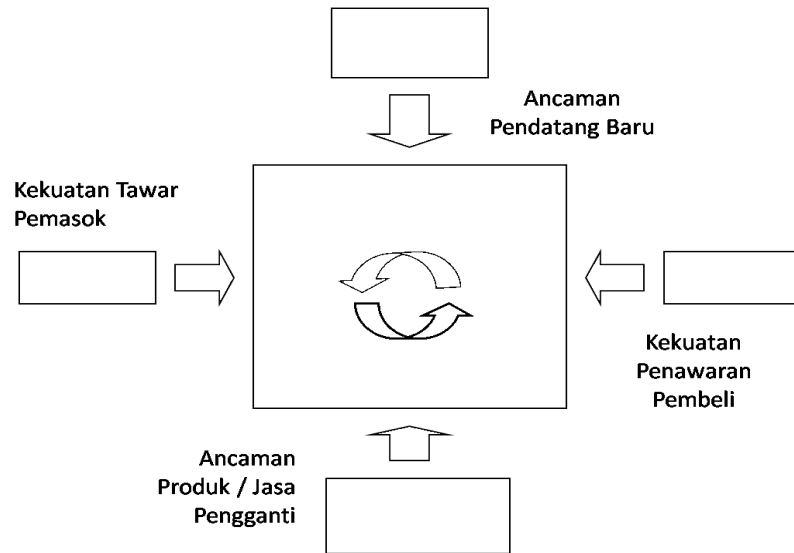 Ancaman
Pendatang Baru
Kekuatan Tawar
Pemasok
Kekuatan
Penawaran
Pembeli
Ancaman
Produk / Jasa
Pengganti